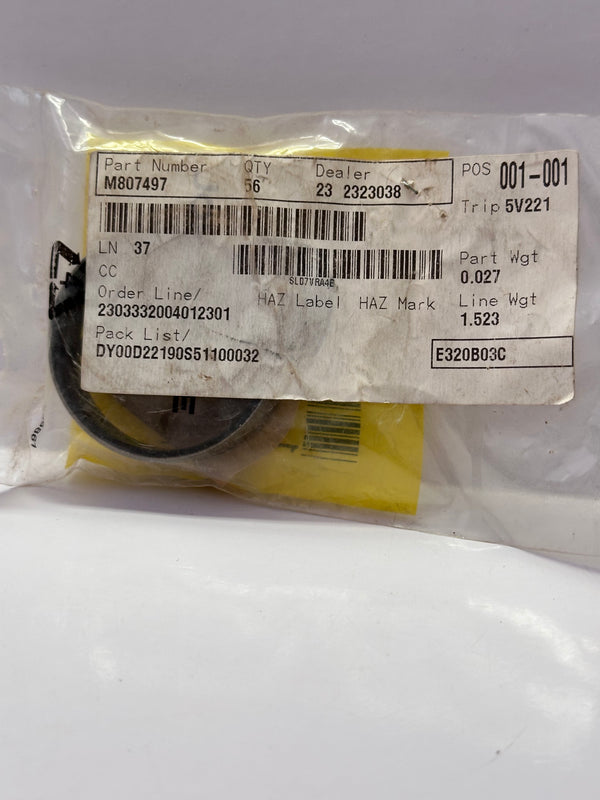 Part Number QTY Dealer
M807497 56 23 2323038
POS 001-001
Trip 5V221
LN 37
CC
SLD7VRA4B
Part Wgt
0.027
Order Line/ HAZ Label HAZ Mark
2303332004012301
Line Wgt
1.523
Pack List/
DY00D22190S51100032
E320B03C